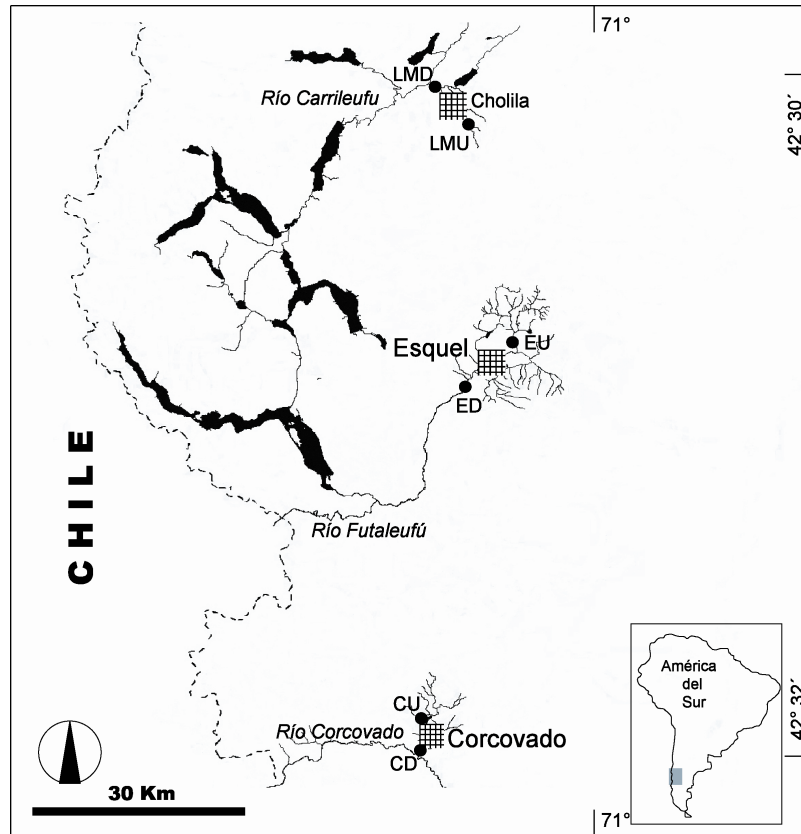 71°
LMD
Río Carrileufu
Cholila
42° 30´
LMU
EU
Esquel
ED
CHILE
Río Futaleufú
América
del
Sur
CU
42° 32´
Río Corcovado
Corcovado
CD
30 Km
71°